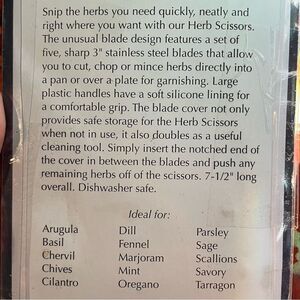 Snip the herbs you need quickly, neatly and
right where you want with our Herb Scissors.
The unusual blade design features a set of
five, sharp 3" stainless steel blades that allow
you to cut, chop or mince herbs directly into
a pan or over a plate for garnishing. Large
plastic handles have a soft silicone lining for
a comfortable grip. The blade cover not only
provides safe storage for the Herb Scissors
when not in use, it also doubles as a useful
cleaning tool. Simply insert the notched end of
the cover in between the blades and push any
remaining herbs off of the scissors. 7-1/2" long
overall. Dishwasher safe.
Ideal for:
Arugula Dill Parsley
Basil Fennel Sage
Chervil Marjoram Scallions
Chives Mint Savory
Cilantro Oregano Tarragon